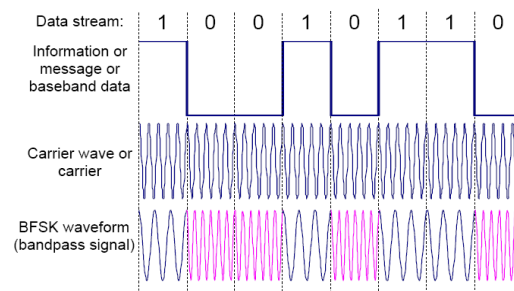 Data stream: 1 0 0 1 0 1 1 0
Information or
message or
baseband data
Carrier wave or
carrier
BFSK waveform
(bandpass signal)